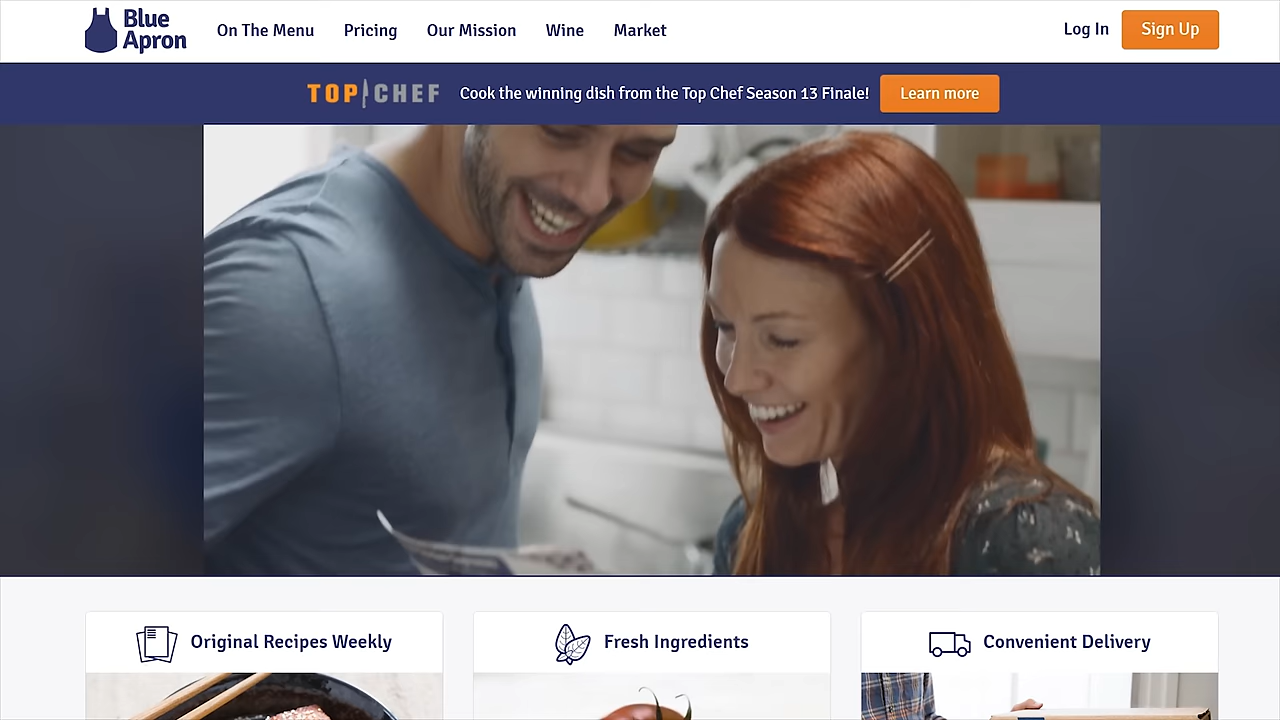 Blue
Apron
On The Menu Pricing Our Mission Wine Market Log In Sign Up
TOP CHEF Cook the winning dish from the Top Chef Season 13 Finale! Learn more
Original Recipes Weekly Fresh Ingredients Convenient Delivery